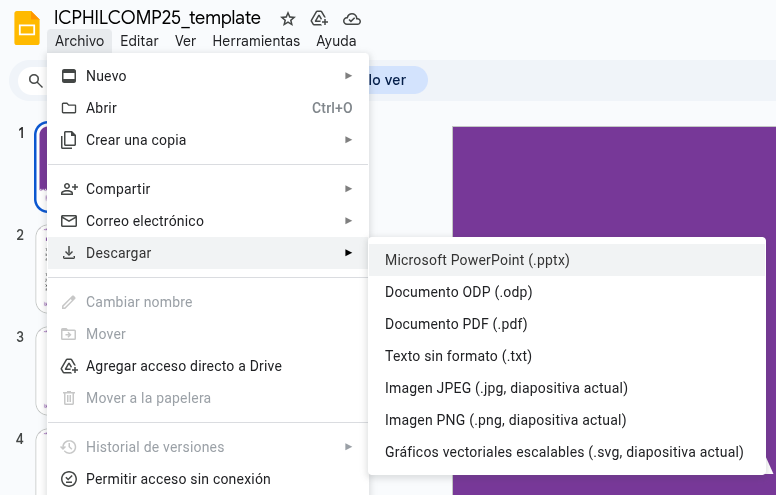 ICPHILCOMP25_template
Archivo Editar Ver Herramientas Ayuda
lo ver
Nuevo
Abrir Ctrl+O
Crear una copia
Compartir
Correo electrónico
Descargar
Cambiar nombre
Mover
Agregar acceso directo a Drive
Mover a la papelera
Historial de versiones
Permitir acceso sin conexión
Microsoft PowerPoint (.pptx)
Documento ODP (.odp)
Documento PDF (.pdf)
Texto sin formato (.txt)
Imagen JPEG (.jpg, diapositiva actual)
Imagen PNG (.png, diapositiva actual)
Gráficos vectoriales escalables (.svg, diapositiva actual)
1
2
3
4